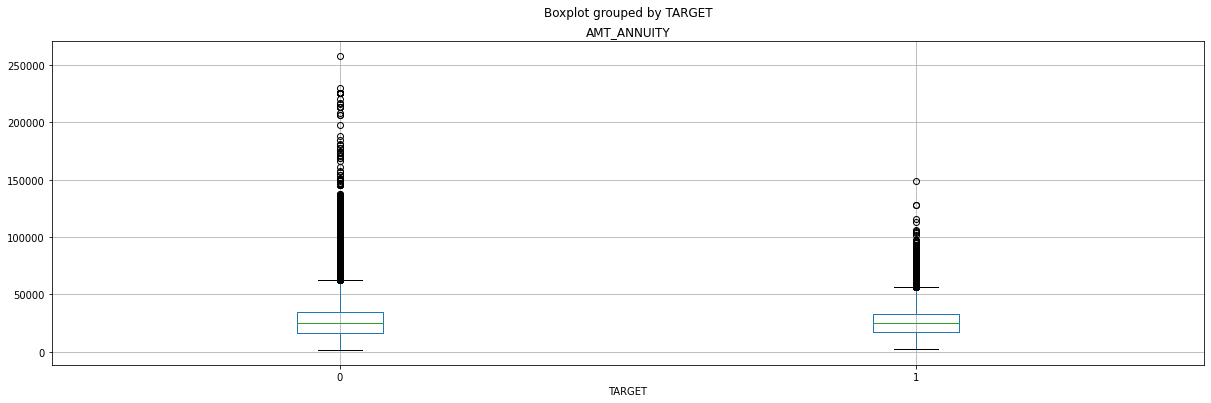 Boxplot grouped by TARGET
AMT_ANNUITY
250000
200000
150000
100000
50000
0
0 1
TARGET